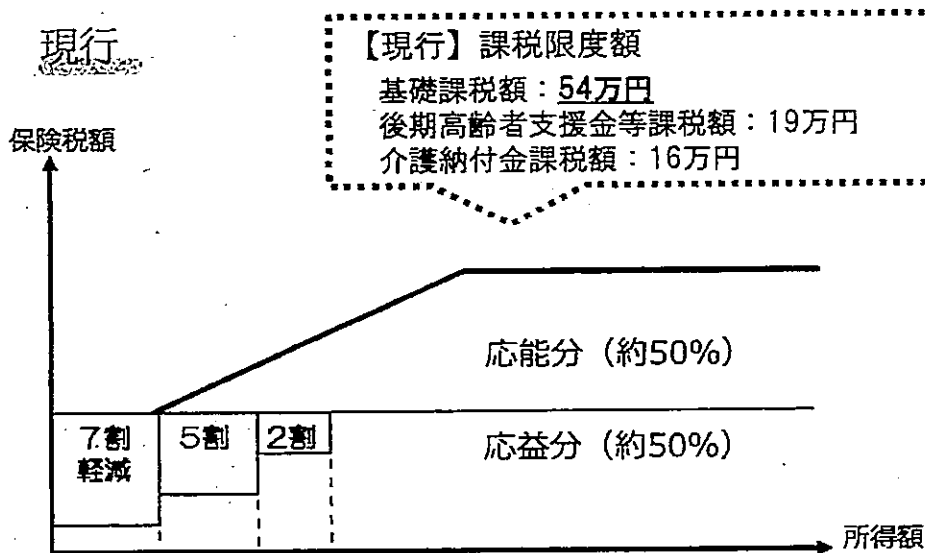 現行
【現行】課税限度額
基礎課税額：54万円
後期高齢者支援金等課税額：19万円
介護納付金課税額：16万円
保険税額
応能分（約50%）
7割
軽減
5割
2割
応益分（約50%）
所得額